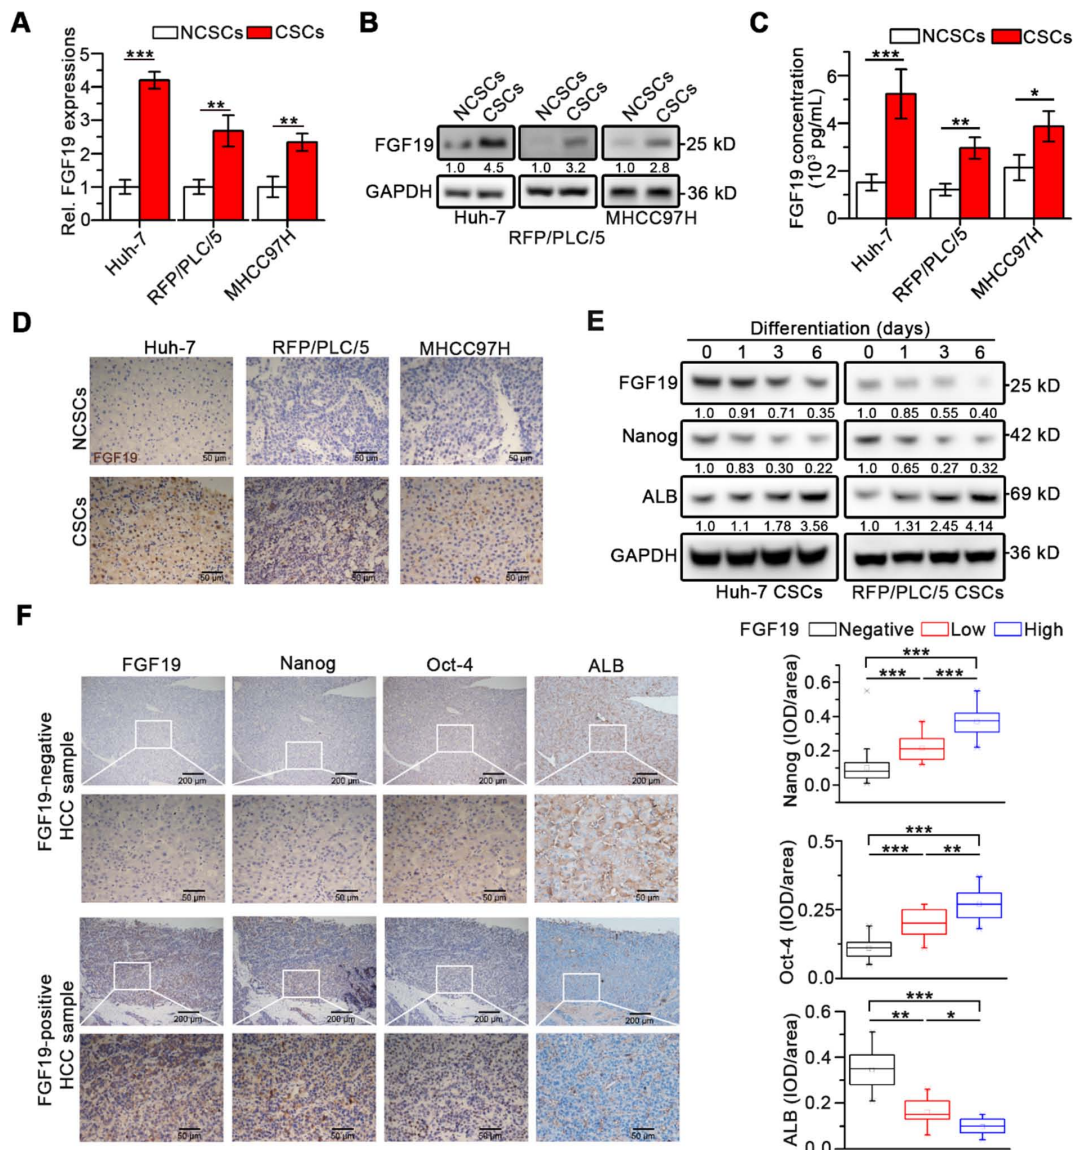 A
NCSCs CSCs
Rel. FGF19 expressions
5
4
3
2
1
0
*** ** **
Huh-7 RFP/PLC/5 MHCC97H
B
NCSCs CSCs NCSCs CSCs NCSCs CSCs
FGF19 25 kD
1.0 4.5 1.0 3.2 1.0 2.8
GAPDH 36 kD
Huh-7 MHCC97H
RFP/PLC/5
C
NCSCs CSCs
FGF19 concentration
(10³ pg/mL)
6
4
2
0
*** ** *
Huh-7 RFP/PLC/5 MHCC97H
D
Huh-7 RFP/PLC/5 MHCC97H
NCSCs
FGF19 50 µm 50 µm 50 µm
CSCs
50 µm 50 µm 50 µm
E
Differentiation (days)
0 1 3 6 0 1 3 6
FGF19 25 kD
1.0 0.91 0.71 0.35 1.0 0.85 0.55 0.40
Nanog 42 kD
1.0 0.83 0.30 0.22 1.0 0.65 0.27 0.32
ALB 69 kD
1.0 1.1 1.78 3.56 1.0 1.31 2.45 4.14
GAPDH 36 kD
Huh-7 CSCs RFP/PLC/5 CSCs
F
FGF19 Nanog Oct-4 ALB
FGF19-negative
HCC sample
200 µm 200 µm 200 µm 200 µm
50 µm 50 µm 50 µm 50 µm
FGF19-positive
HCC sample
200 µm 200 µm 200 µm 200 µm
50 µm 50 µm 50 µm 50 µm
FGF19 Negative Low High
Nanog (IOD/area)
0.6
0.4
0.2
0.0
***
*** ***
Oct-4 (IOD/area)
0.5
0.25
0.0
***
*** **
ALB (IOD/area)
0.6
0.4
0.2
0.0
***
** *